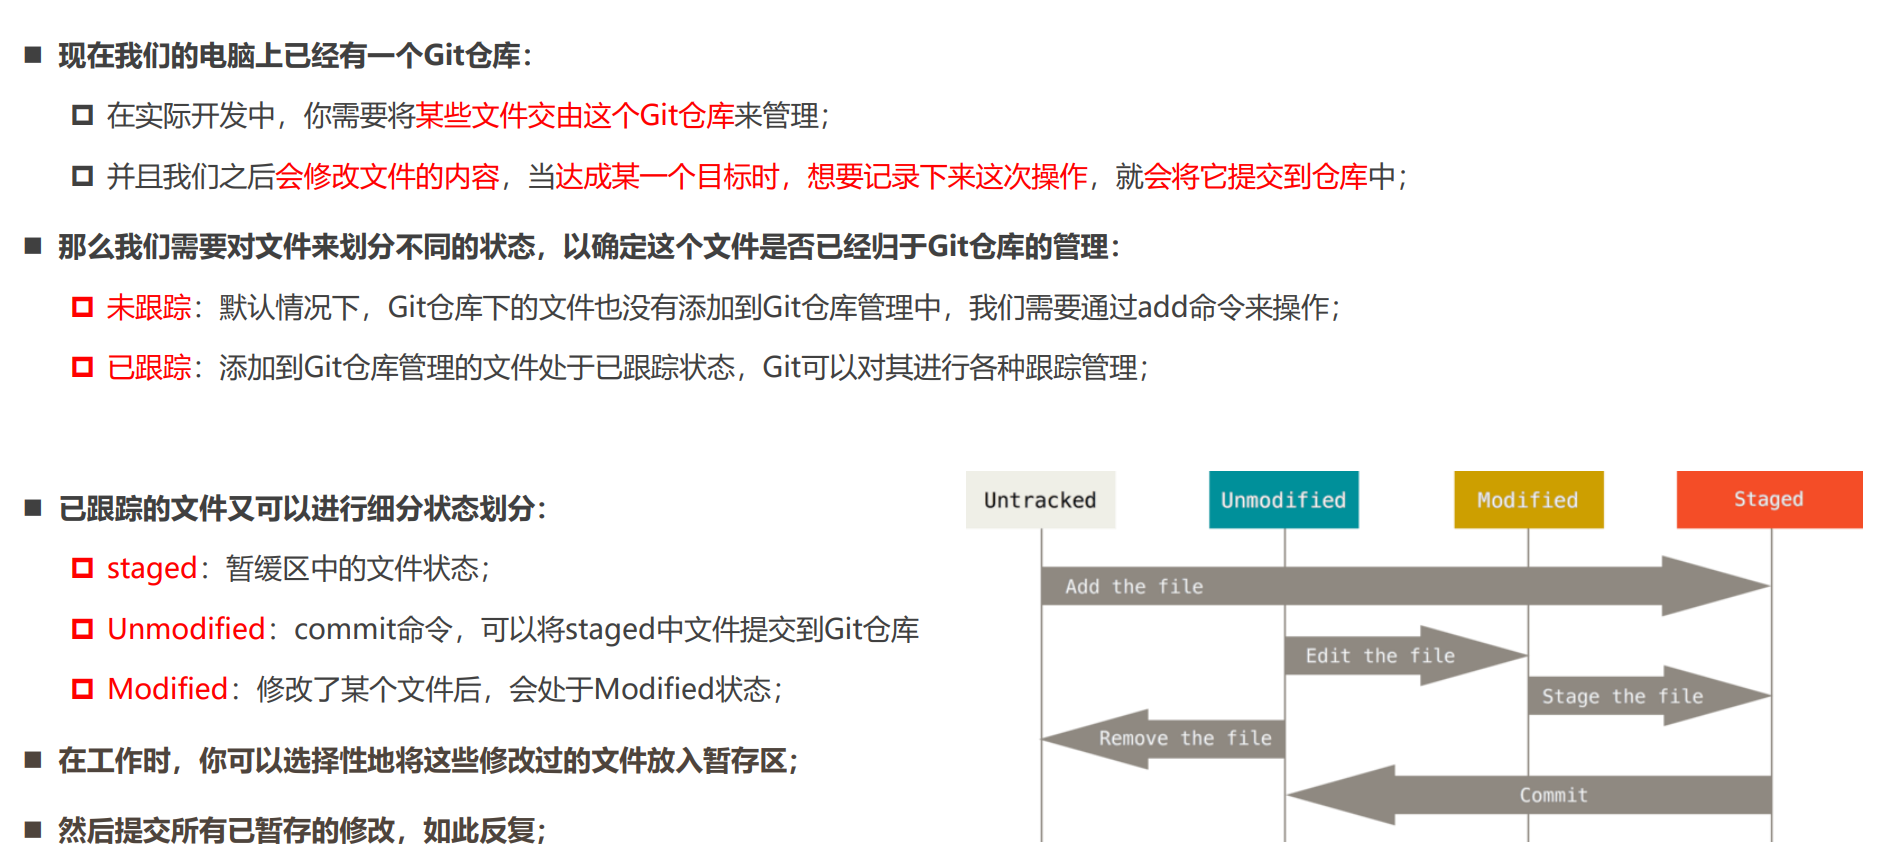 现在我们的电脑上已经有一个Git仓库：
在实际开发中，你需要将某些文件交由这个Git仓库来管理；
并且我们之后会修改文件的内容，当达成某一个目标时，想要记录下来这次操作，就会将它提交到仓库中；
那么我们需要对文件来划分不同的状态，以确定这个文件是否已经归于Git仓库的管理：
未跟踪：默认情况下，Git仓库下的文件也没有添加到Git仓库管理中，我们需要通过add命令来操作；
已跟踪：添加到Git仓库管理的文件处于已跟踪状态，Git可以对其进行各种跟踪管理；
已跟踪的文件又可以进行细分状态划分：
staged：暂缓区中的文件状态；
Unmodified：commit命令，可以将staged中文件提交到Git仓库
Modified：修改了某个文件后，会处于Modified状态；
在工作时，你可以选择性地将这些修改过的文件放入暂存区；
然后提交所有已暂存的修改，如此反复；
Untracked
Unmodified
Modified
Staged
Add the file
Edit the file
Stage the file
Remove the file
Commit